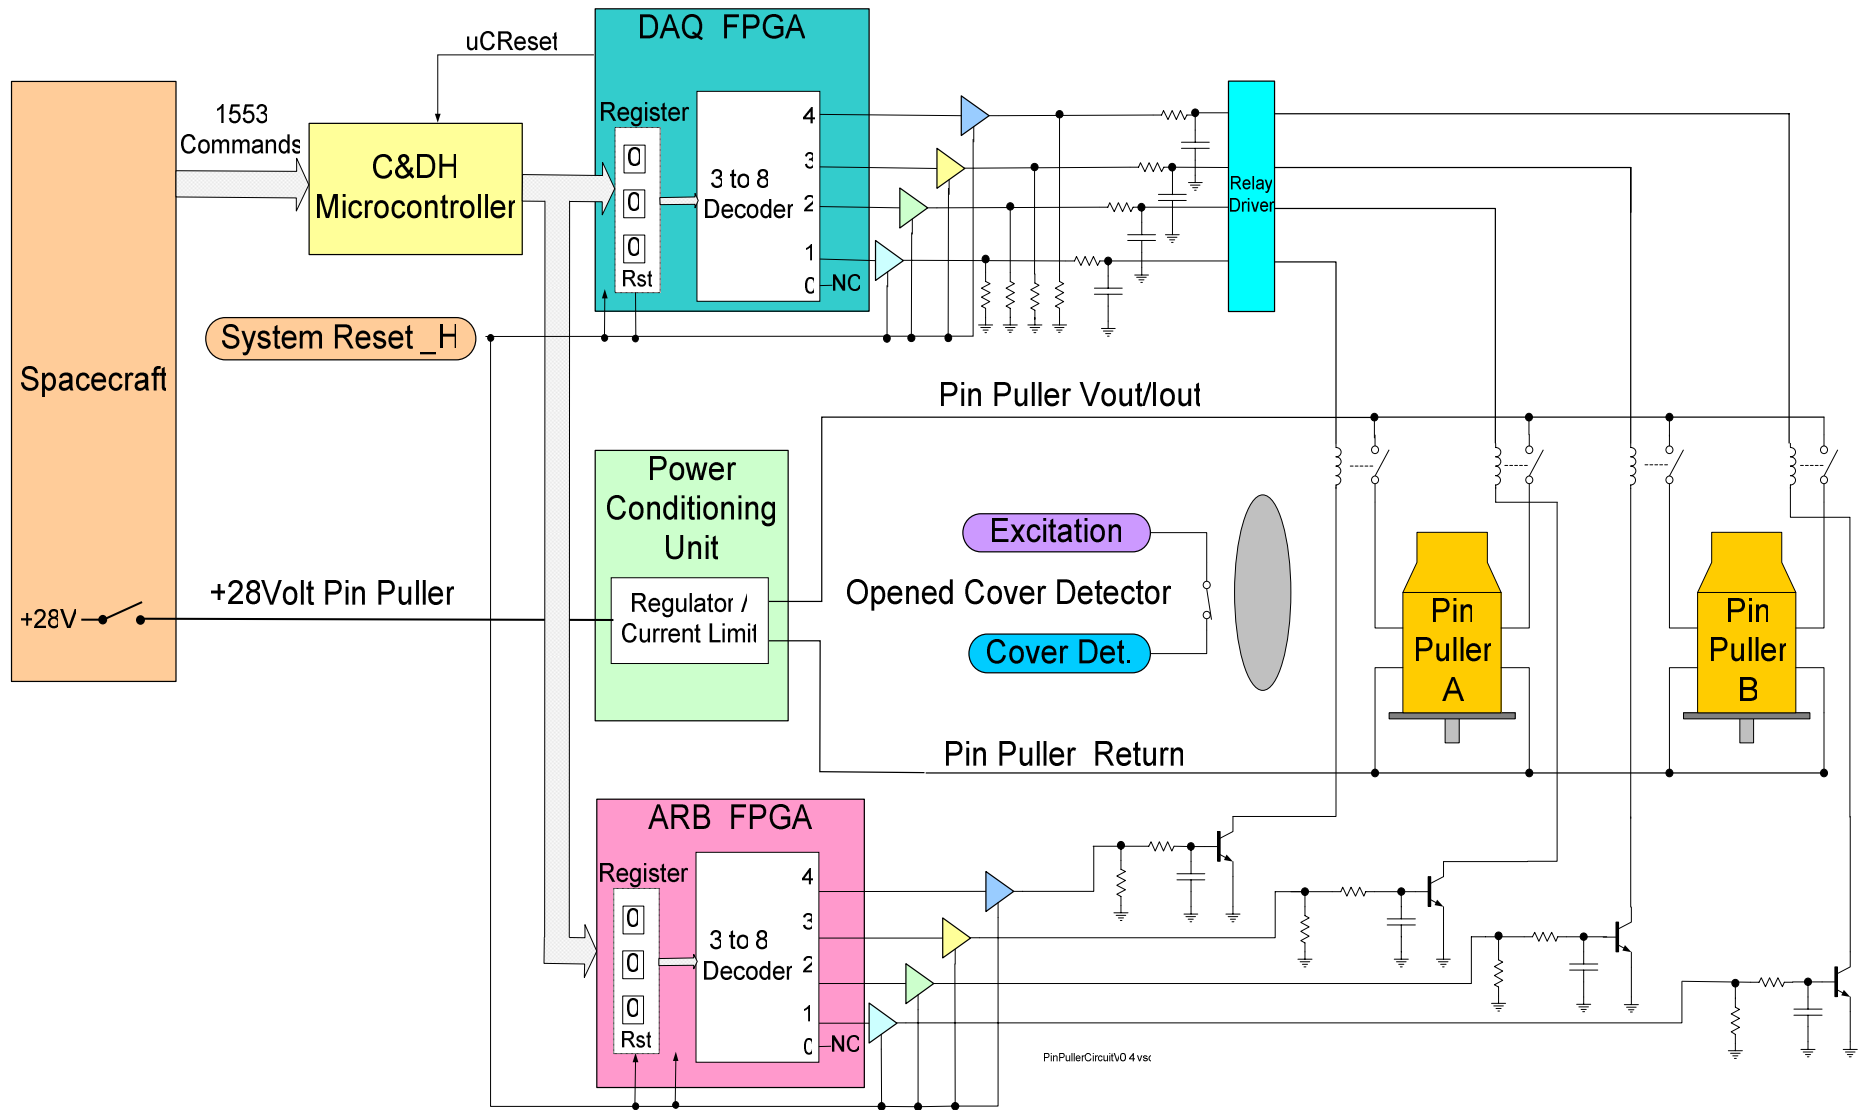 DAQ FPGA
uCReset
1553
Commands
C&DH
Microcontroller
Register
0
0
0
Rst
3 to 8
Decoder
4
3
2
1
0
NC
Relay
Driver
System Reset _H
Spacecraft
+28V
+28Volt Pin Puller
Pin Puller Vout/Iout
Power
Conditioning
Unit
Regulator /
Current Limit
Excitation
Opened Cover Detector
Cover Det.
Pin
Puller
A
Pin
Puller
B
Pin Puller Return
ARB FPGA
Register
0
0
0
Rst
3 to 8
Decoder
4
3
2
1
0
NC
PinPullerCircuit\v0 4 vsd